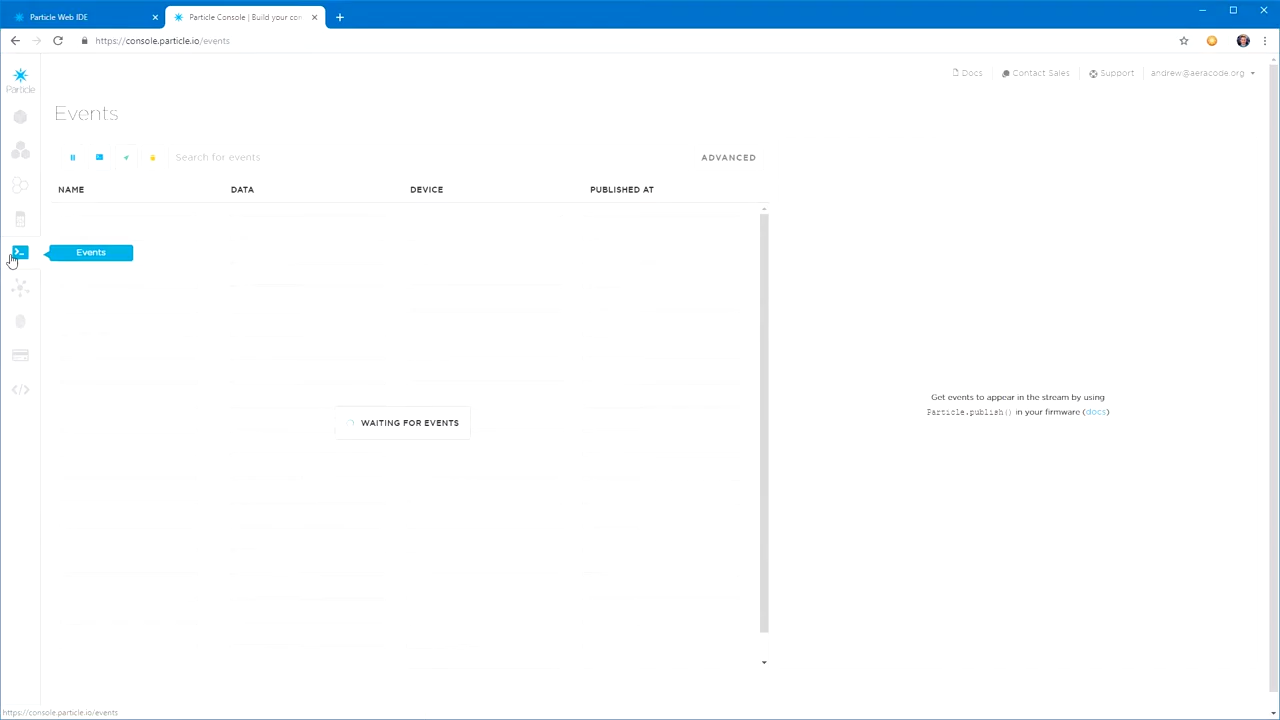 Particle Web IDE
Particle Console | Build your con
https://console.particle.io/events
Particle
Docs
Contact Sales
Support
andrew@aeracode.org
Events
Search for events
ADVANCED
NAME
DATA
DEVICE
PUBLISHED AT
Events
WAITING FOR EVENTS
Get events to appear in the stream by using
Particle.publish() in your firmware (docs)
https://console.particle.io/events